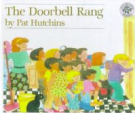 The Doorbell Rang
by Pat Hutchins